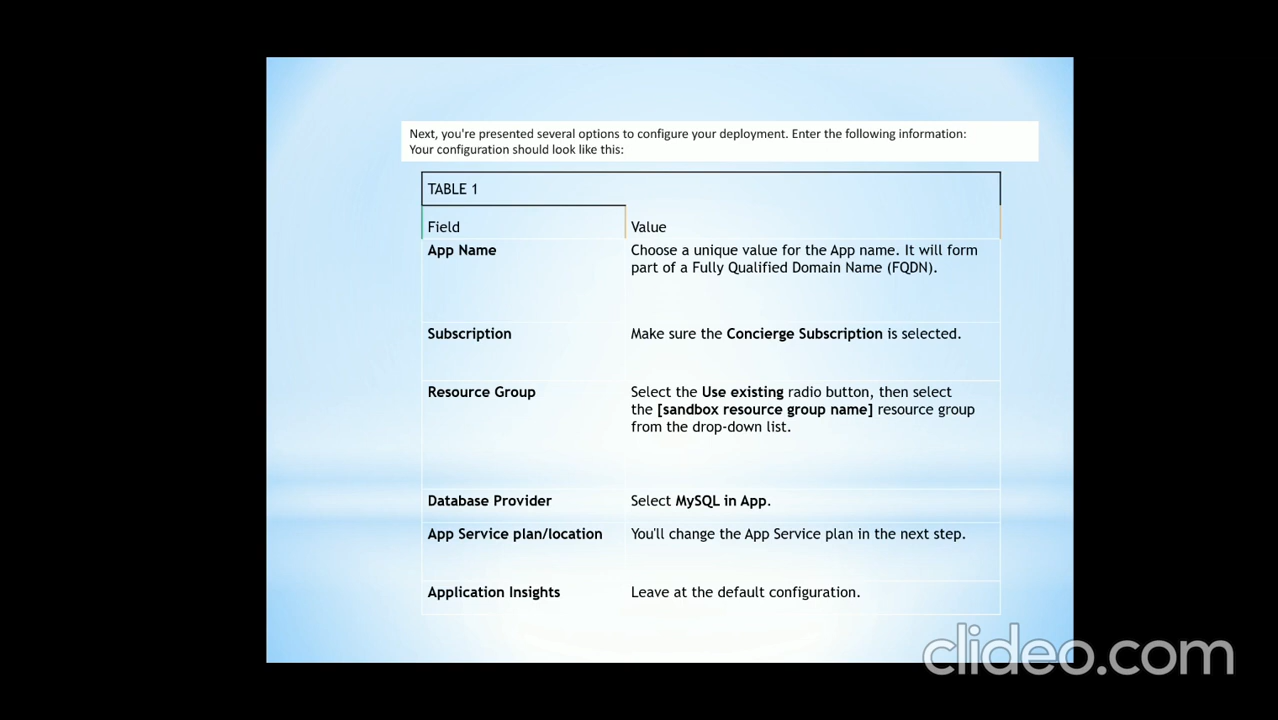 Next, you're presented several options to configure your deployment. Enter the following information:
Your configuration should look like this:
TABLE 1
Field Value
App Name Choose a unique value for the App name. It will form
part of a Fully Qualified Domain Name (FQDN).
Subscription Make sure the Concierge Subscription is selected.
Resource Group Select the Use existing radio button, then select
the [sandbox resource group name] resource group
from the drop-down list.
Database Provider Select MySQL in App.
App Service plan/location You'll change the App Service plan in the next step.
Application Insights Leave at the default configuration.
clideo.com